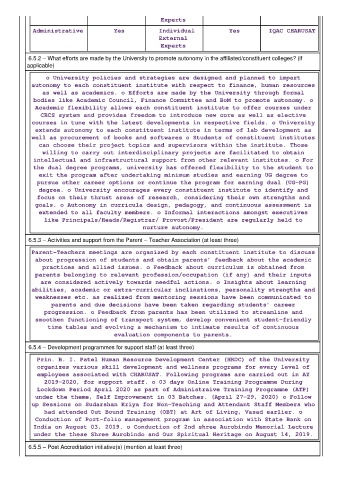 Experts
Administrative Yes Individual External Experts Yes IQAC CHARUSAT
6.5.2 – What efforts are made by the University to promote autonomy in the affiliated/constituent colleges? (if
applicable)
o University policies and strategies are designed and planned to impart
autonomy to each constituent institute with respect to finance, human resources
as well as academics. o Efforts are made by the University through formal
bodies like Academic Council, Finance Committee and BoM to promote autonomy. o
Academic flexibility allows each constituent institute to offer courses under
CBCS system and provides freedom to introduce new core as well as elective
courses in tune with the latest developments in respective fields. o University
extends autonomy to each constituent institute in terms of lab development as
well as procurement of books and softwares o Students of constituent institutes
can choose their project topics and supervisors within the institute. Those
willing to carry out interdisciplinary projects are facilitated to obtain
intellectual and infrastructural support from other relevant institutes. o For
the dual degree programs, university has offered flexibility to the student to
exit the program after undertaking minimum studies and earning UG degree to
pursue other career options or continue the program for earning dual (UG-PG)
degree. o University encourages every constituent institute to identify and
focus on their thrust areas of research, considering their own strengths and
goals. o Autonomy in curricula design, pedagogy, and continuous assessment is
extended to all faculty members. o Informal interactions amongst executives
like Principals/Heads/Registrar/ Provost/President are regularly held to
nurture autonomy.
6.5.3 – Activities and support from the Parent – Teacher Association (at least three)
Parent-Teachers meetings are organized by each constituent institute to discuss
about progression of students and obtain parents' feedback about the academic
practices and allied issues. o Feedback about curriculum is obtained from
parents belonging to relevant profession/occupation (if any) and their inputs
are considered actively towards needful actions. o Insights about learning
abilities, academic or extra-curricular inclinations, personality strengths and
weaknesses etc. as realized from mentoring sessions have been communicated to
parents and due decisions have been taken regarding students' career
progression. o Feedback from parents has been utilized to streamline and
smoothen functioning of transport system, develop convenient student-friendly
time tables and evolving a mechanism to intimate results of continuous
evaluation components to parents.
6.5.4 – Development programmes for support staff (at least three)
Prin. B. I. Patel Human Resource Development Center (HRDC) of the University
organizes various skill development and wellness programs for every level of
employees associated with CHARUSAT. Following programs are carried out in AY
2019-2020, for support staff. o 03 days Online Training Programme During
Lockdown Period April 2020 as part of Administrative Training Programme (ATP)
under the theme, Self Improvement in 03 Batches. (April 27-29, 2020) o Follow
up Sessions on Sudarshan Kriya for Non-Teaching and Attendant Staff Members who
had attended Out Bound Training (OBT) at Art of Living, Vasad earlier. o
Conduction of Port-folio management program in association with State Bank on
India on August 03, 2019. o Conduction of 2nd shree Aurobindo Memorial Lecture
under the these Shree Aurobindo and Our Spiritual Heritage on August 14, 2019.
6.5.5 – Post Accreditation initiative(s) (mention at least three)